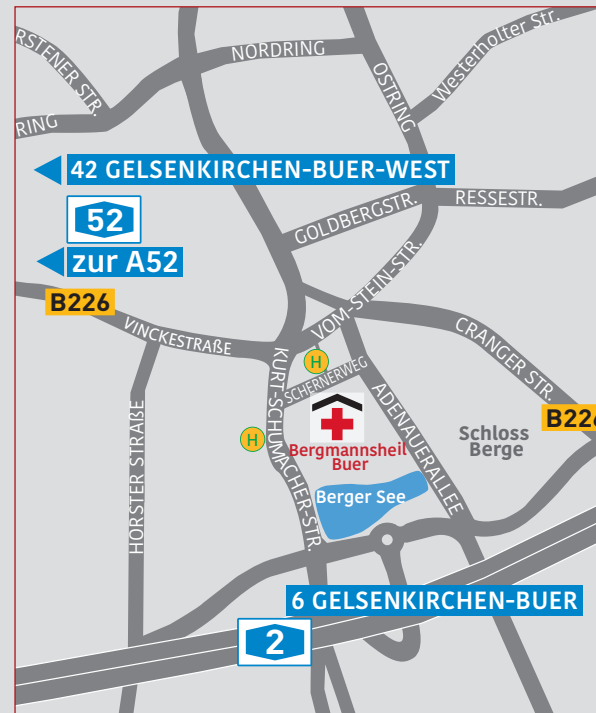 RSTENER STR.
NORDRING
OSTRING
Westerholter Str.
RING
42 GELSENKIRCHEN-BUER-WEST
52
zur A52
GOLDBERGSTR.
RESSESTR.
B226
VINCKESTRAßE
VOM-STEIN-STR.
CRANGER STR.
H
SCHERNERWEG
KURT-SCHUMACHER-STR.
ADENAUERALLEE
B226
H
Bergmannsheil
Buer
Schloss
Berge
HORSTER STRAßE
Berger See
6 GELSENKIRCHEN-BUER
2